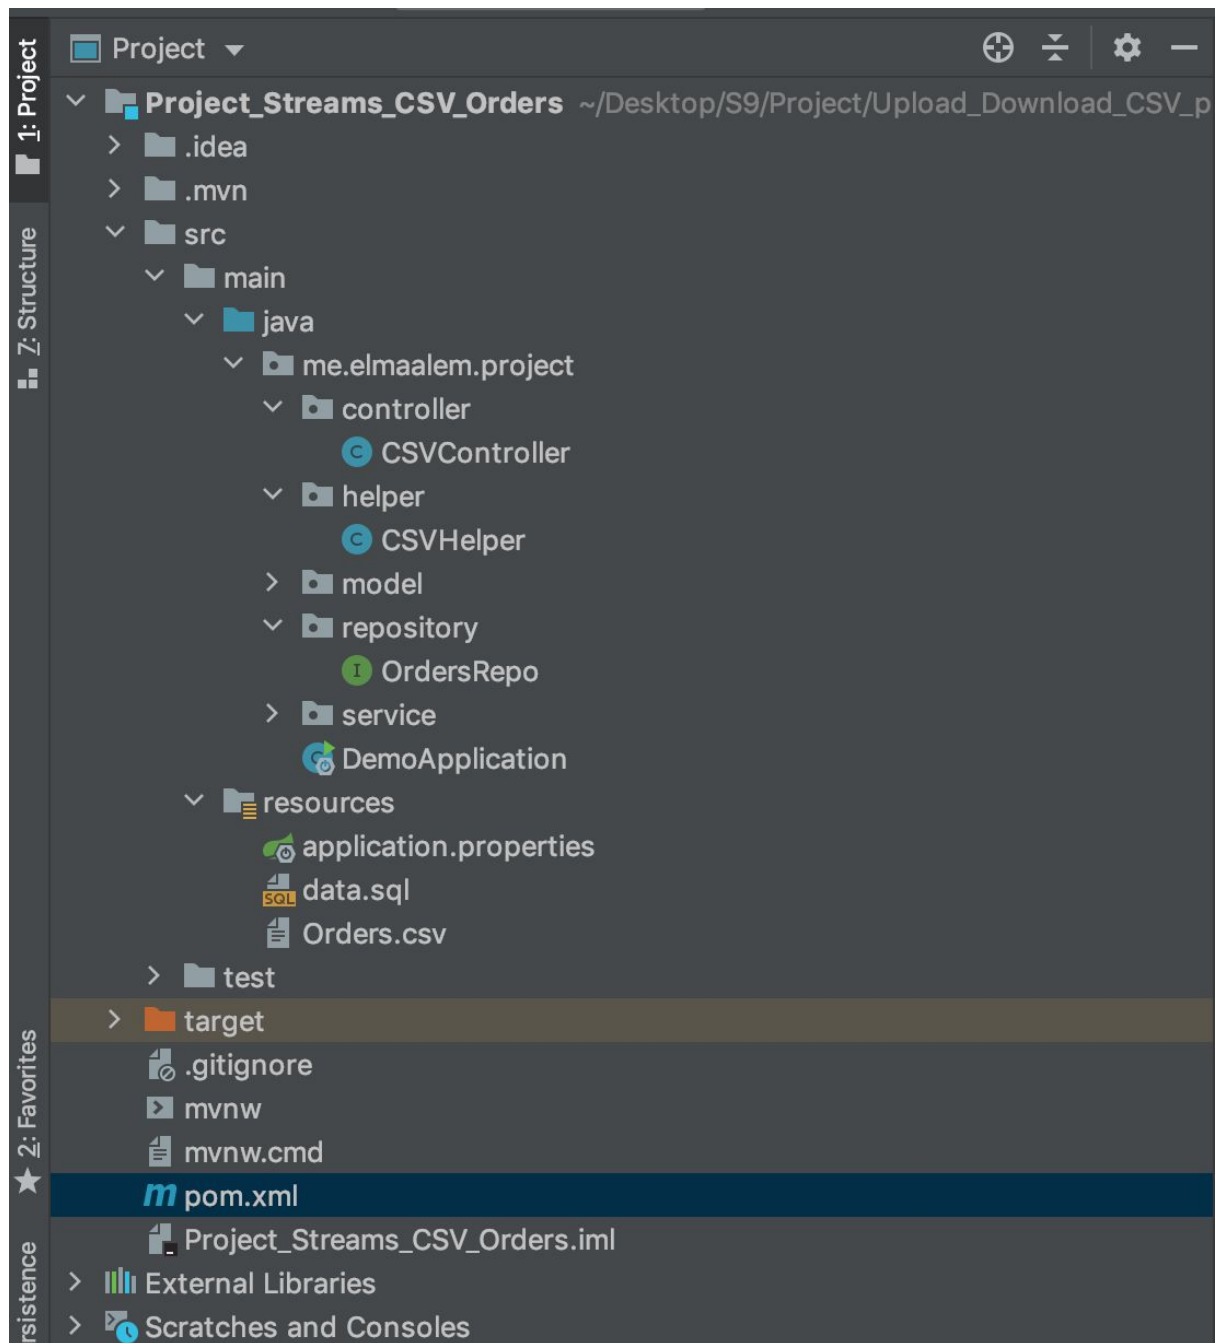 Project
Project_Streams_CSV_Orders ~/Desktop/S9/Project/Upload_Download_CSV_p
.idea
.mvn
src
main
java
me.elmaalem.project
controller
C CSVController
helper
C CSVHelper
model
repository
I OrdersRepo
service
DemoApplication
resources
application.properties
SQL data.sql
Orders.csv
test
target
.gitignore
mvnw
mvnw.cmd
m pom.xml
Project_Streams_CSV_Orders.iml
External Libraries
Scratches and Consoles
1: Project
7: Structure
2: Favorites
rsistence